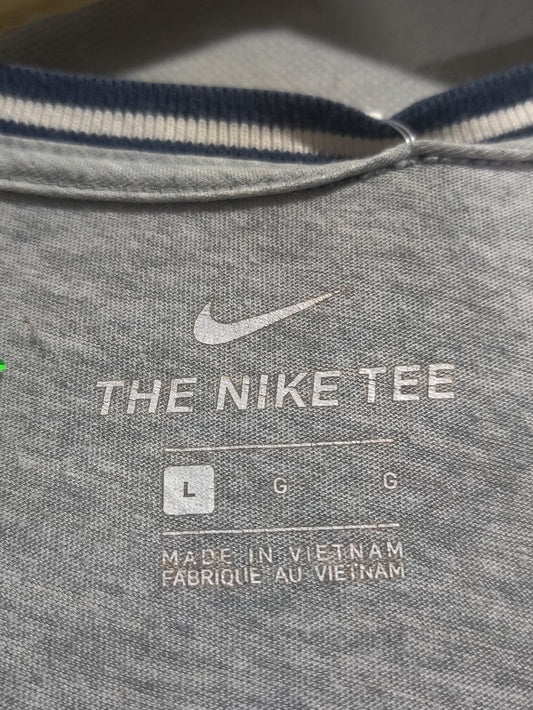 THE NIKE TEE
L G G
MADE IN VIETNAM
FABRIQUE AU VIETNAM